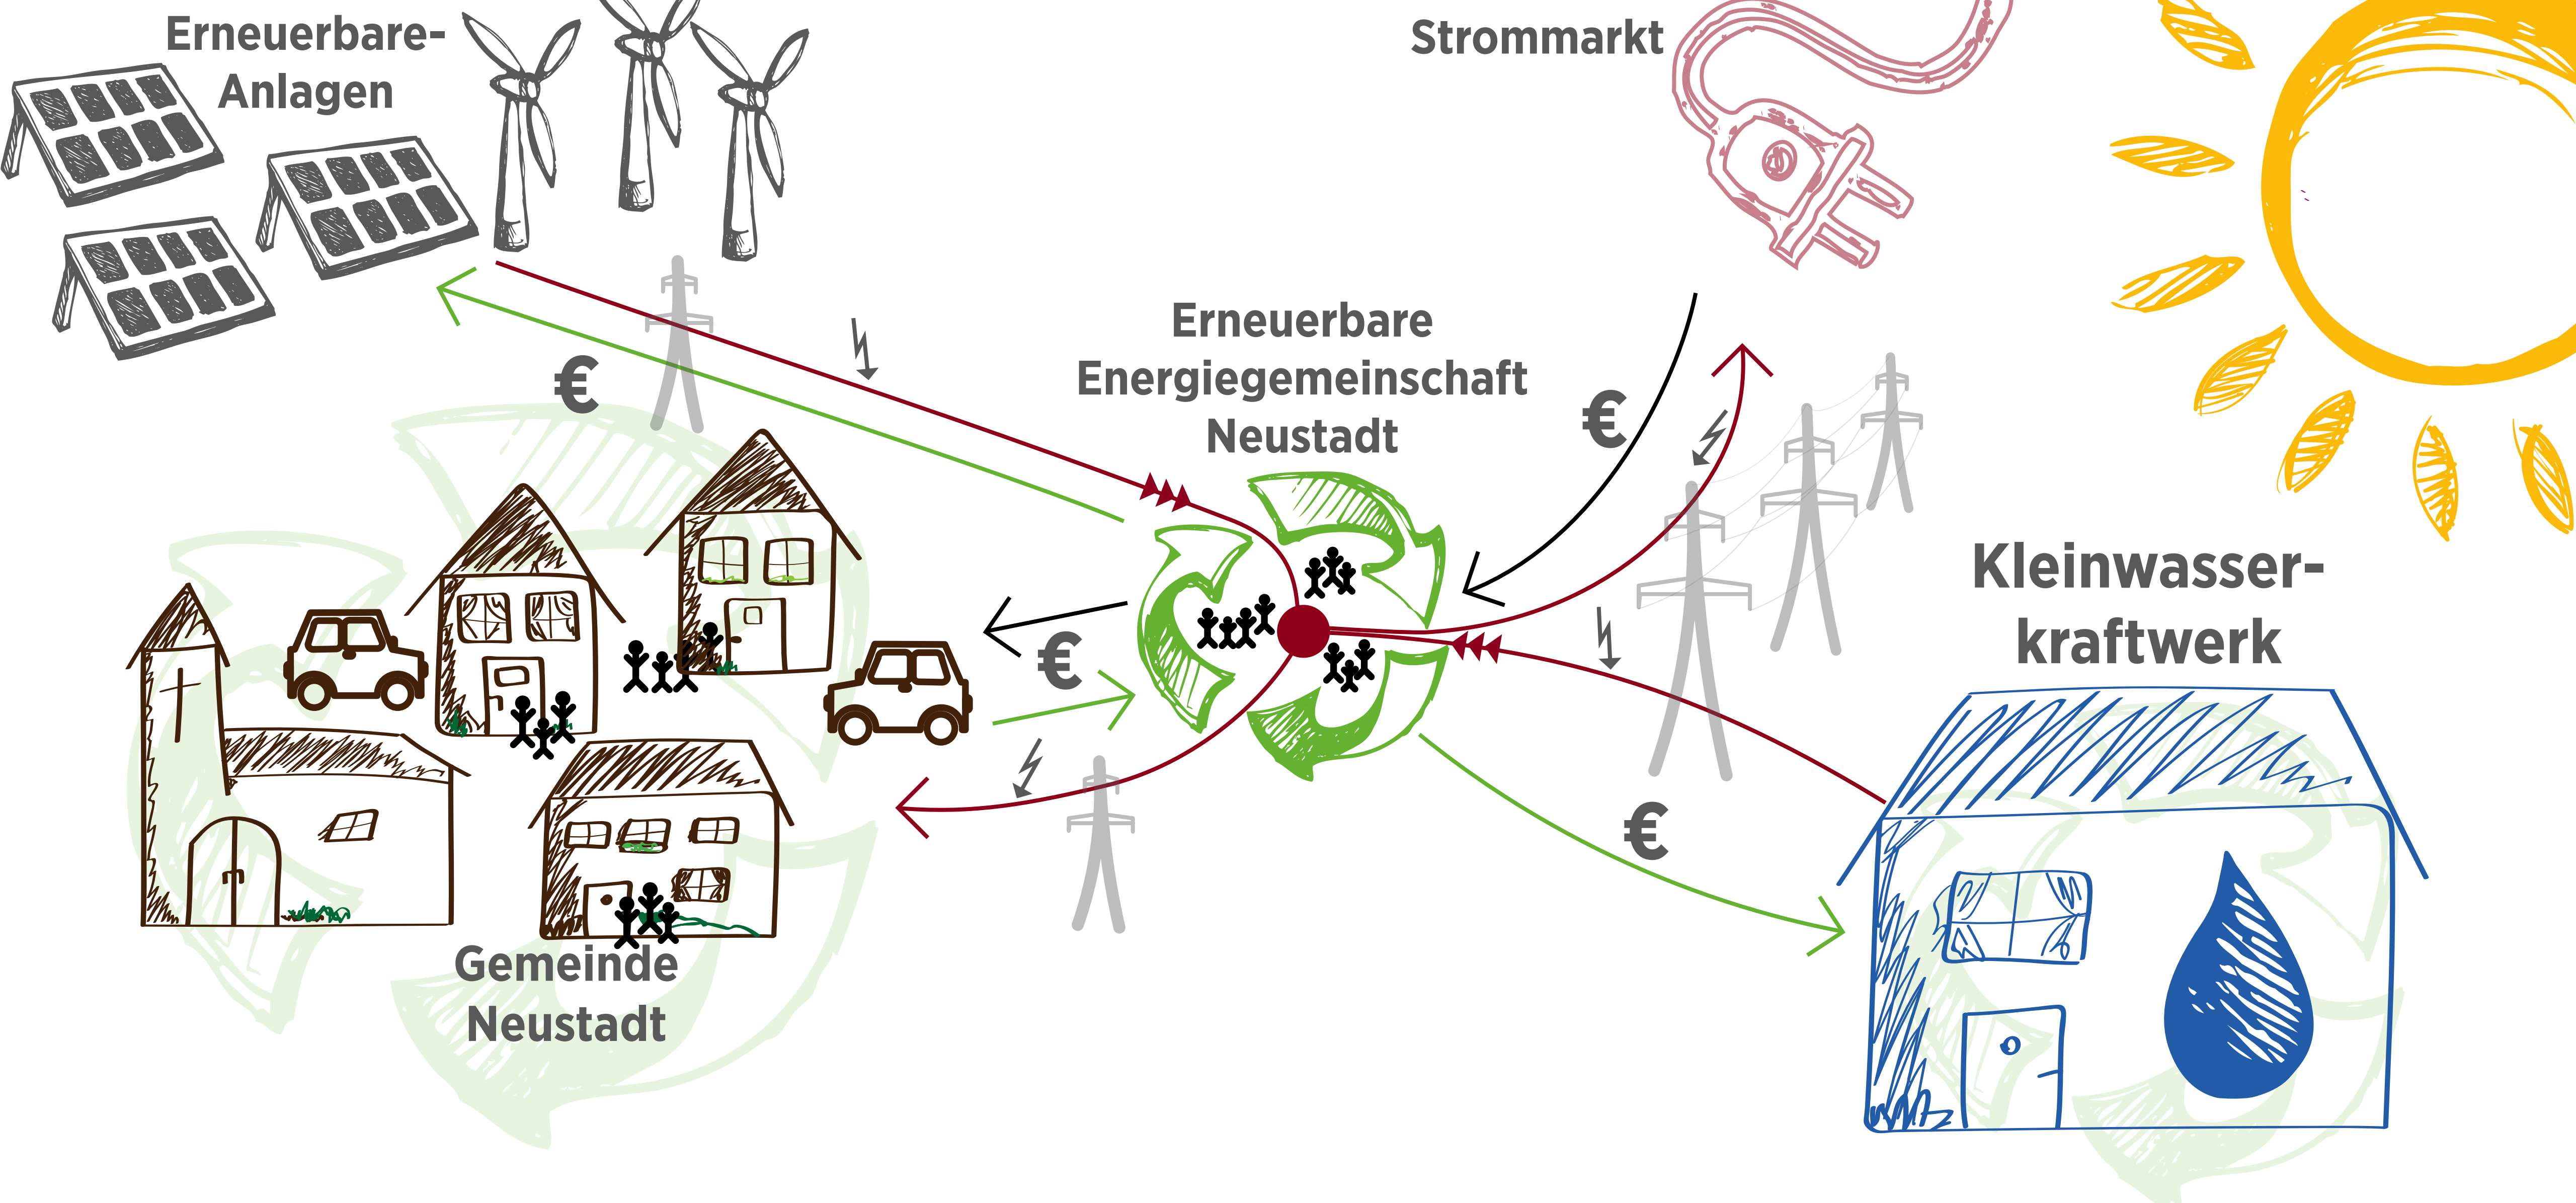 Erneuerbare-
Anlagen
Strommarkt
Erneuerbare
Energiegemeinschaft
Neustadt
€
€
€
Kleinwasser-
kraftwerk
€
Gemeinde
Neustadt